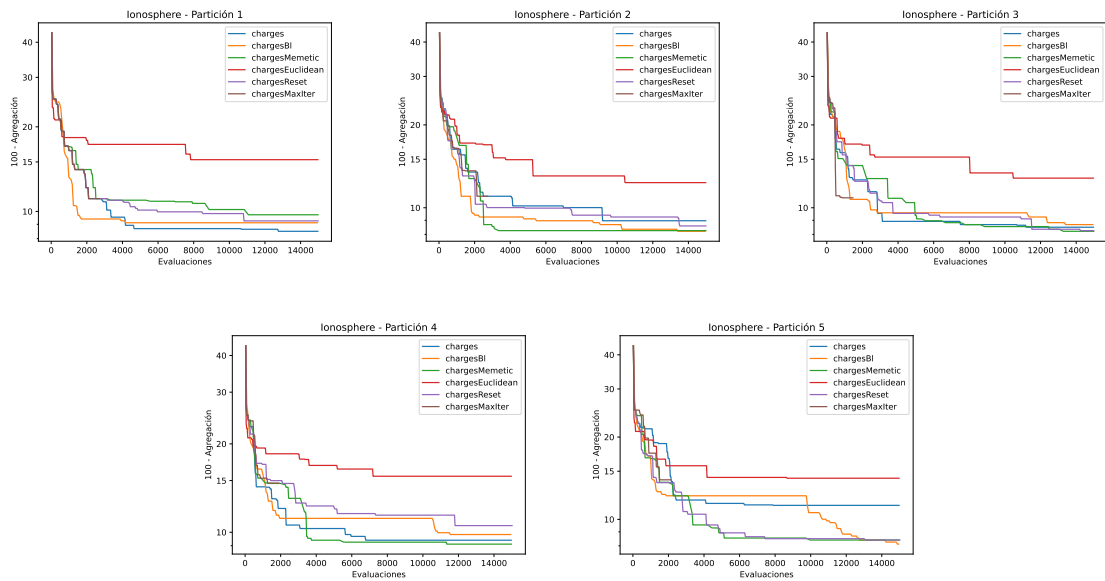 Ionosphere - Partición 1
100 - Agregación
40
30
20
15
10
charges
chargesBl
chargesMemetic
chargesEuclidean
chargesReset
chargesMaxIter
0 2000 4000 6000 8000 10000 12000 14000
Evaluaciones
Ionosphere - Partición 2
100 - Agregación
40
30
20
15
10
charges
chargesBl
chargesMemetic
chargesEuclidean
chargesReset
chargesMaxIter
0 2000 4000 6000 8000 10000 12000 14000
Evaluaciones
Ionosphere - Partición 3
100 - Agregación
40
30
20
15
10
charges
chargesBl
chargesMemetic
chargesEuclidean
chargesReset
chargesMaxIter
0 2000 4000 6000 8000 10000 12000 14000
Evaluaciones
Ionosphere - Partición 4
100 - Agregación
40
30
20
15
10
charges
chargesBl
chargesMemetic
chargesEuclidean
chargesReset
chargesMaxIter
0 2000 4000 6000 8000 10000 12000 14000
Evaluaciones
Ionosphere - Partición 5
100 - Agregación
40
30
20
15
10
charges
chargesBl
chargesMemetic
chargesEuclidean
chargesReset
chargesMaxIter
0 2000 4000 6000 8000 10000 12000 14000
Evaluaciones